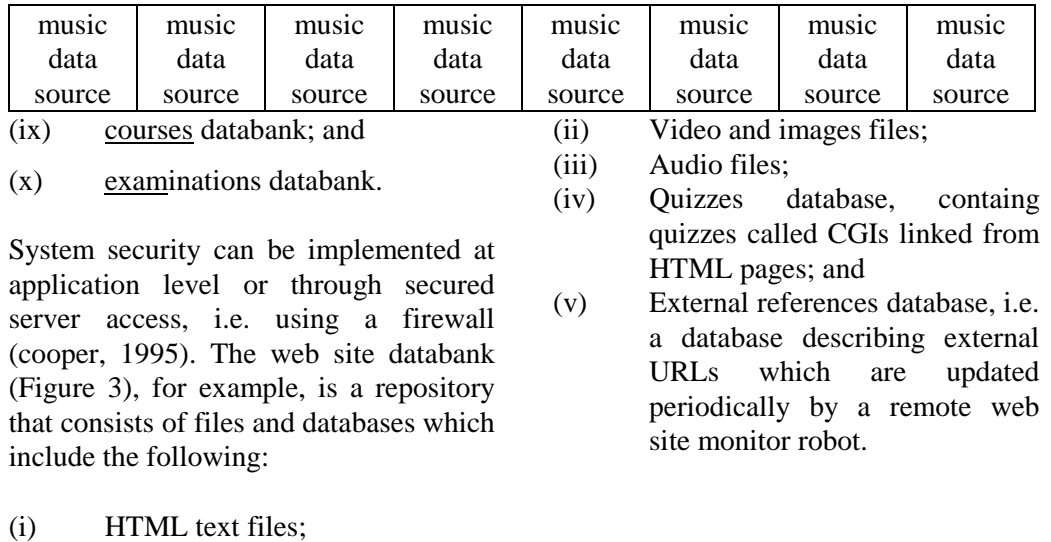 music music music music music music music music
data data data data data data data data
source source source source source source source source
(ix) courses databank; and
(x) examinations databank.
System security can be implemented at
application level or through secured
server access, i.e. using a firewall
(cooper, 1995). The web site databank
(Figure 3), for example, is a repository
that consists of files and databases which
include the following:
(i) HTML text files;
(ii) Video and images files;
(iii) Audio files;
(iv) Quizzes database, containg
quizzes called CGIs linked from
HTML pages; and
(v) External references database, i.e.
a database describing external
URLs which are updated
periodically by a remote web
site monitor robot.